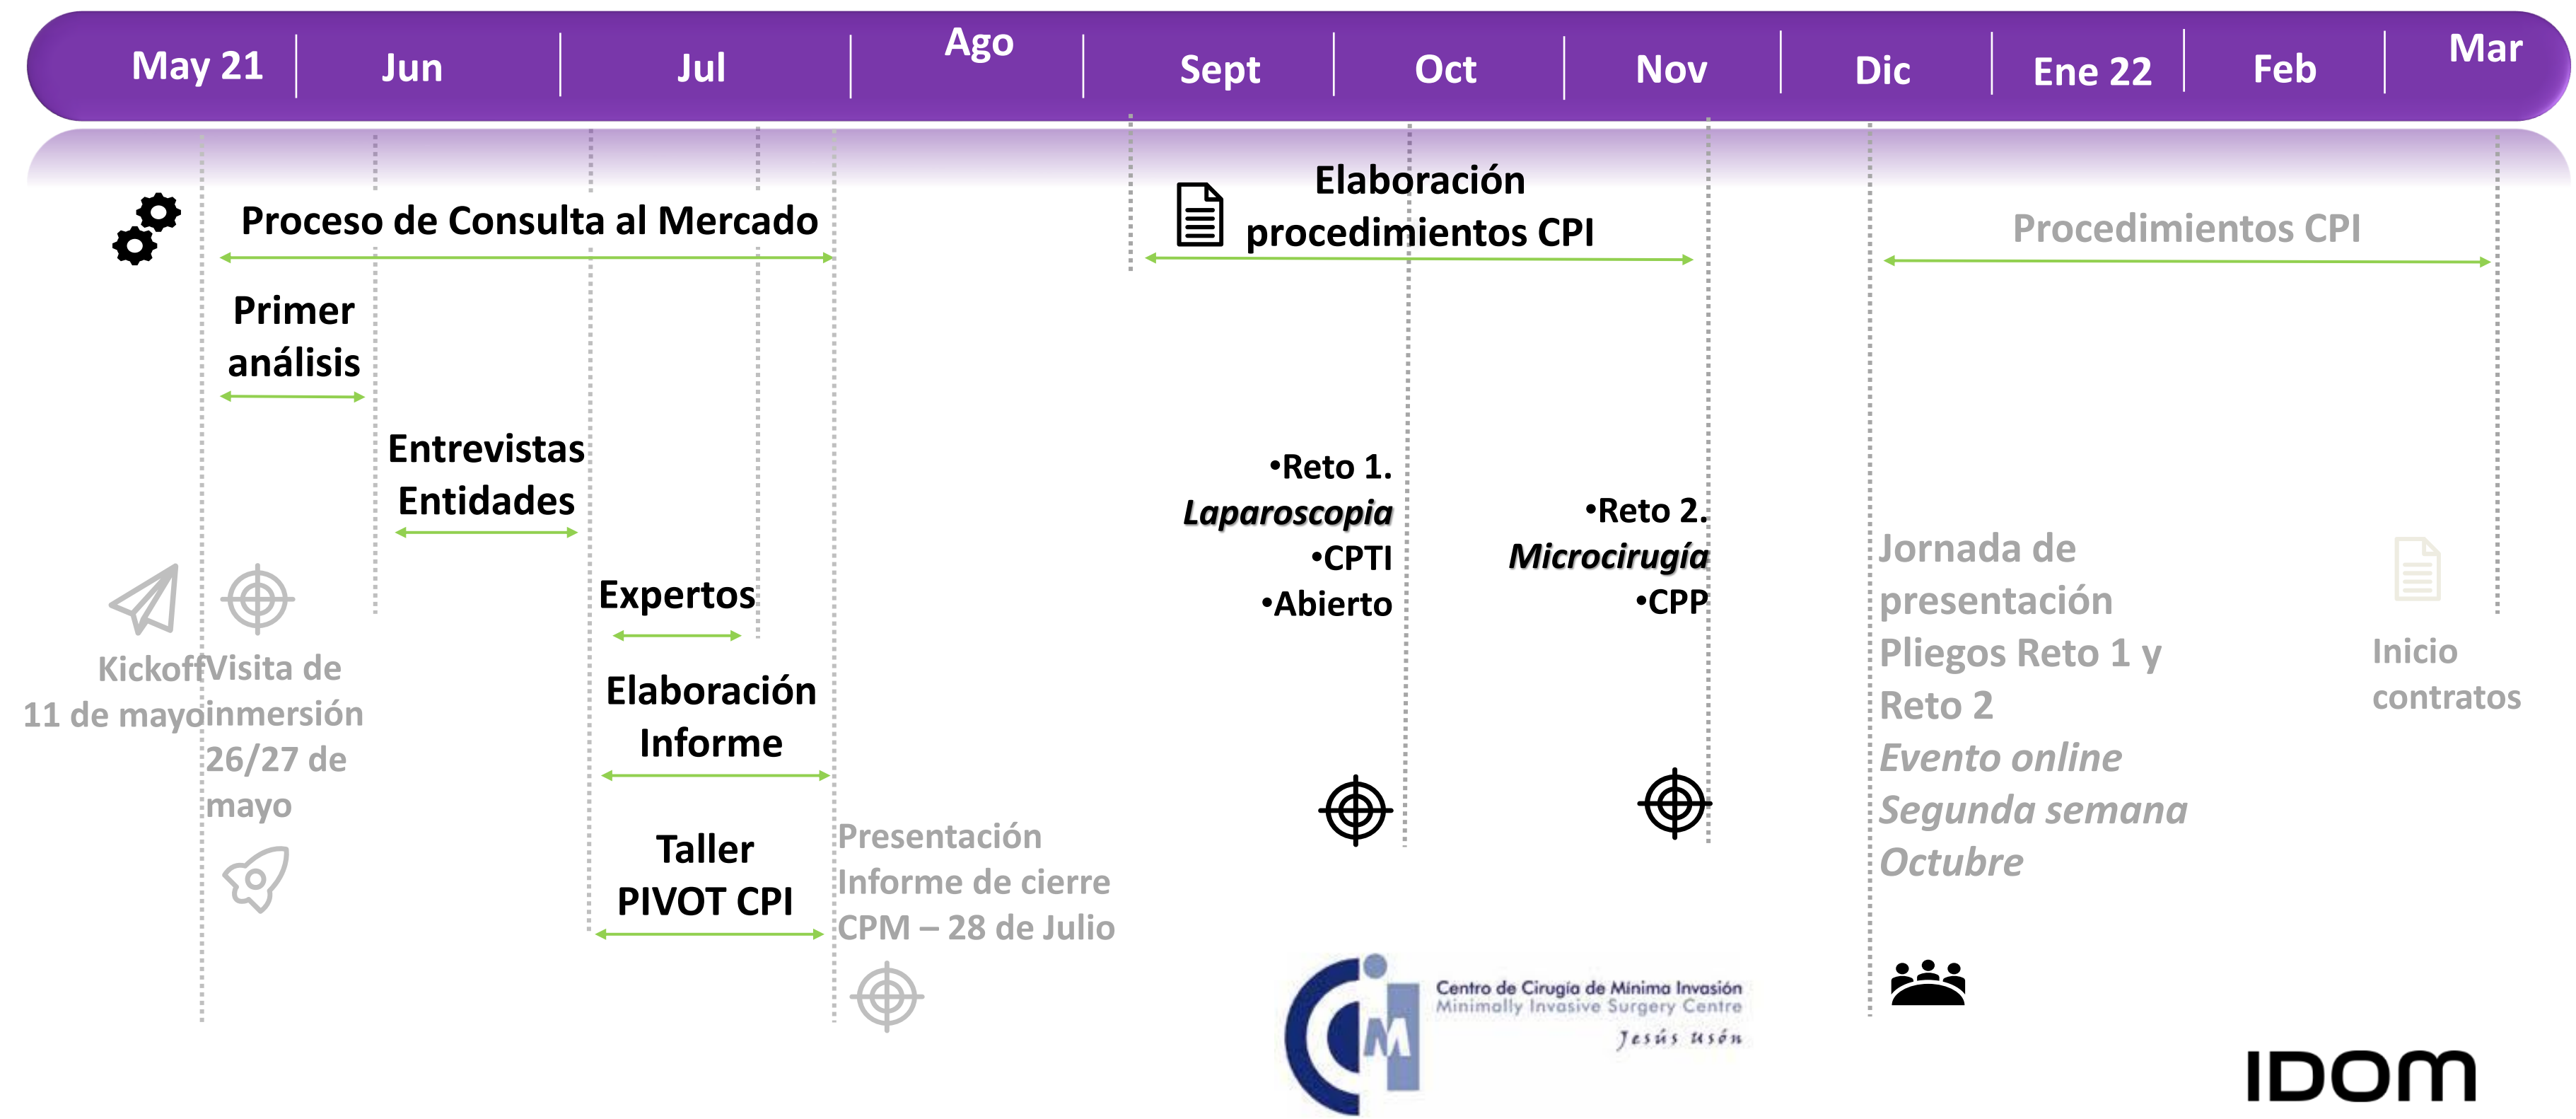 May 21
Jun
Jul
Ago
Sept
Oct
Nov
Dic
Ene 22
Feb
Mar
Proceso de Consulta al Mercado
Elaboración
procedimientos CPI
Procedimientos CPI
Primer
análisis
Entrevistas
Entidades
Expertos
Elaboración
Informe
Taller
PIVOT CPI
Kickoff
11 de mayo
Visita de
inmersión
26/27 de
mayo
Presentación
Informe de cierre
CPM – 28 de Julio
•Reto 1.
Laparoscopia
•CPTI
•Abierto
•Reto 2.
Microcirugía
•CPP
Jornada de
presentación
Pliegos Reto 1 y
Reto 2
Evento online
Segunda semana
Octubre
Inicio
contratos
CCMi
Centro de Cirugía de Mínima Invasión
Minimally Invasive Surgery Centre
Jesús Usón
IDOM